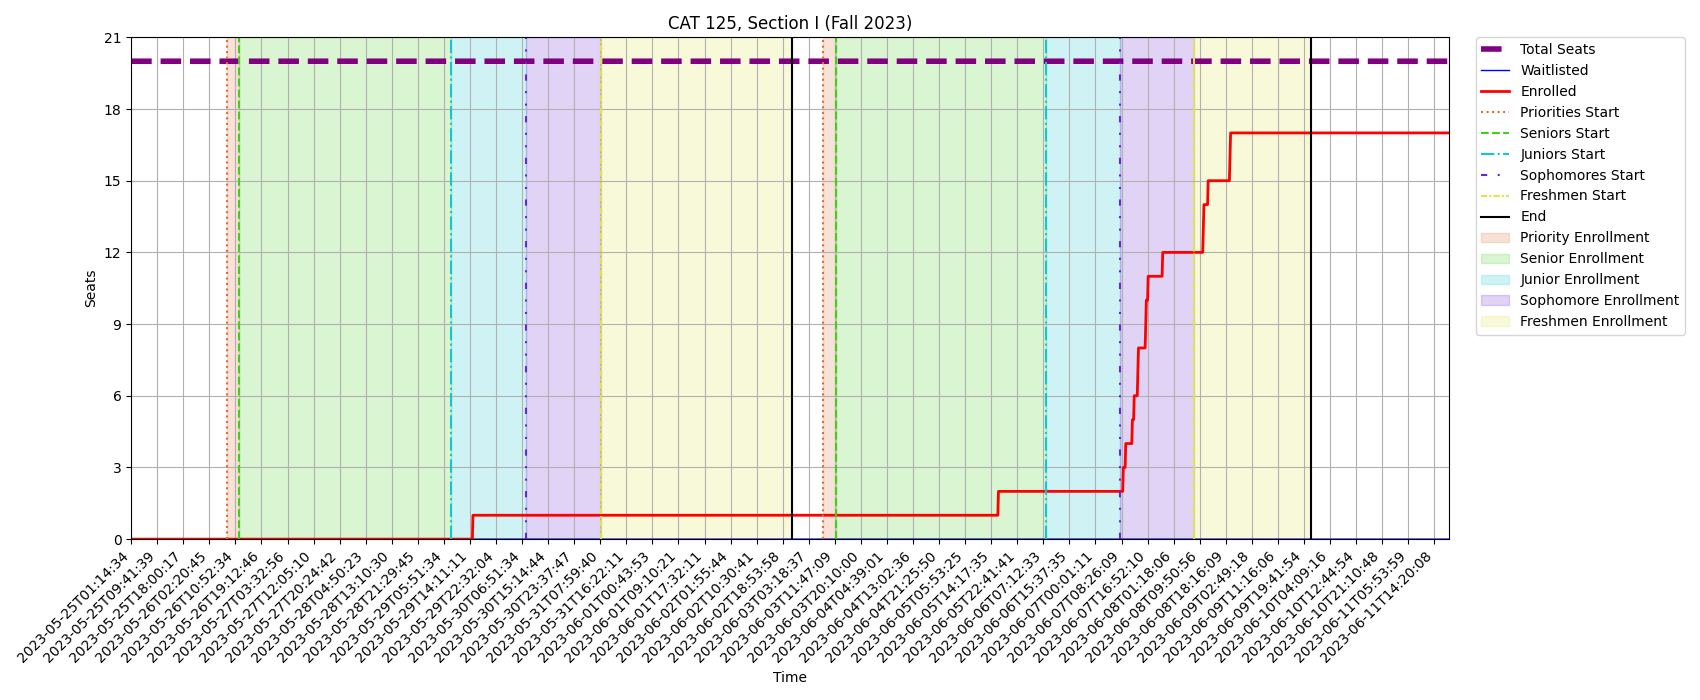 CAT 125, Section I (Fall 2023)
21
18
15
12
9
6
3
0
Seats
2023-05-25T01:14:34
2023-05-25T09:41:39
2023-05-25T18:00:17
2023-05-26T02:20:45
2023-05-26T10:52:34
2023-05-26T19:12:46
2023-05-27T03:32:56
2023-05-27T12:05:10
2023-05-27T20:24:42
2023-05-28T04:50:23
2023-05-28T13:10:30
2023-05-28T21:29:45
2023-05-29T05:51:34
2023-05-29T14:11:11
2023-05-29T22:32:04
2023-05-30T06:51:34
2023-05-30T15:14:44
2023-05-30T23:37:47
2023-05-31T07:59:40
2023-05-31T16:22:11
2023-06-01T00:43:53
2023-06-01T09:10:21
2023-06-01T17:32:11
2023-06-02T01:55:44
2023-06-02T10:30:41
2023-06-02T18:53:58
2023-06-03T03:18:37
2023-06-03T11:47:09
2023-06-03T20:10:00
2023-06-04T04:39:01
2023-06-04T13:02:36
2023-06-04T21:25:50
2023-06-05T05:53:25
2023-06-05T14:17:35
2023-06-05T22:41:41
2023-06-06T07:12:33
2023-06-06T15:37:35
2023-06-07T00:01:11
2023-06-07T08:26:09
2023-06-07T16:52:10
2023-06-08T01:18:06
2023-06-08T09:50:56
2023-06-08T18:16:09
2023-06-09T02:49:18
2023-06-09T11:16:06
2023-06-09T19:41:54
2023-06-10T04:09:16
2023-06-10T12:44:54
2023-06-10T21:10:48
2023-06-11T05:53:59
2023-06-11T14:20:08
Time
Total Seats
Waitlisted
Enrolled
Priorities Start
Seniors Start
Juniors Start
Sophomores Start
Freshmen Start
End
Priority Enrollment
Senior Enrollment
Junior Enrollment
Sophomore Enrollment
Freshmen Enrollment